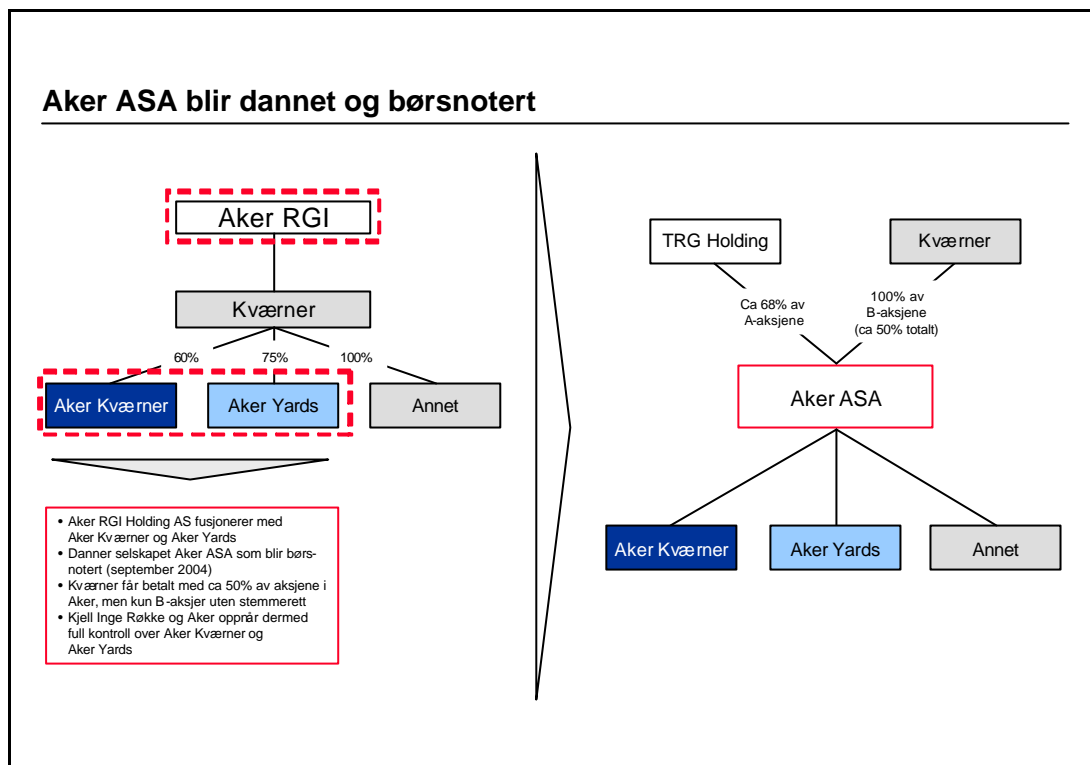 Aker ASA blir dannet og børsnotert
Aker RGI
Kværner
60%
75%
100%
Aker Kværner
Aker Yards
Annet
• Aker RGI Holding AS fusjonerer med
Aker Kværner og Aker Yards
• Danner selskapet Aker ASA som blir børs-
notert (september 2004)
• Kværner får betalt med ca 50% av aksjene i
Aker, men kun B-aksjer uten stemmerett
• Kjell Inge Røkke og Aker oppnår dermed
full kontroll over Aker Kværner og
Aker Yards
TRG Holding
Kværner
Ca 68% av
A-aksjene
100% av
B-aksjene
(ca 50% totalt)
Aker ASA
Aker Kværner
Aker Yards
Annet